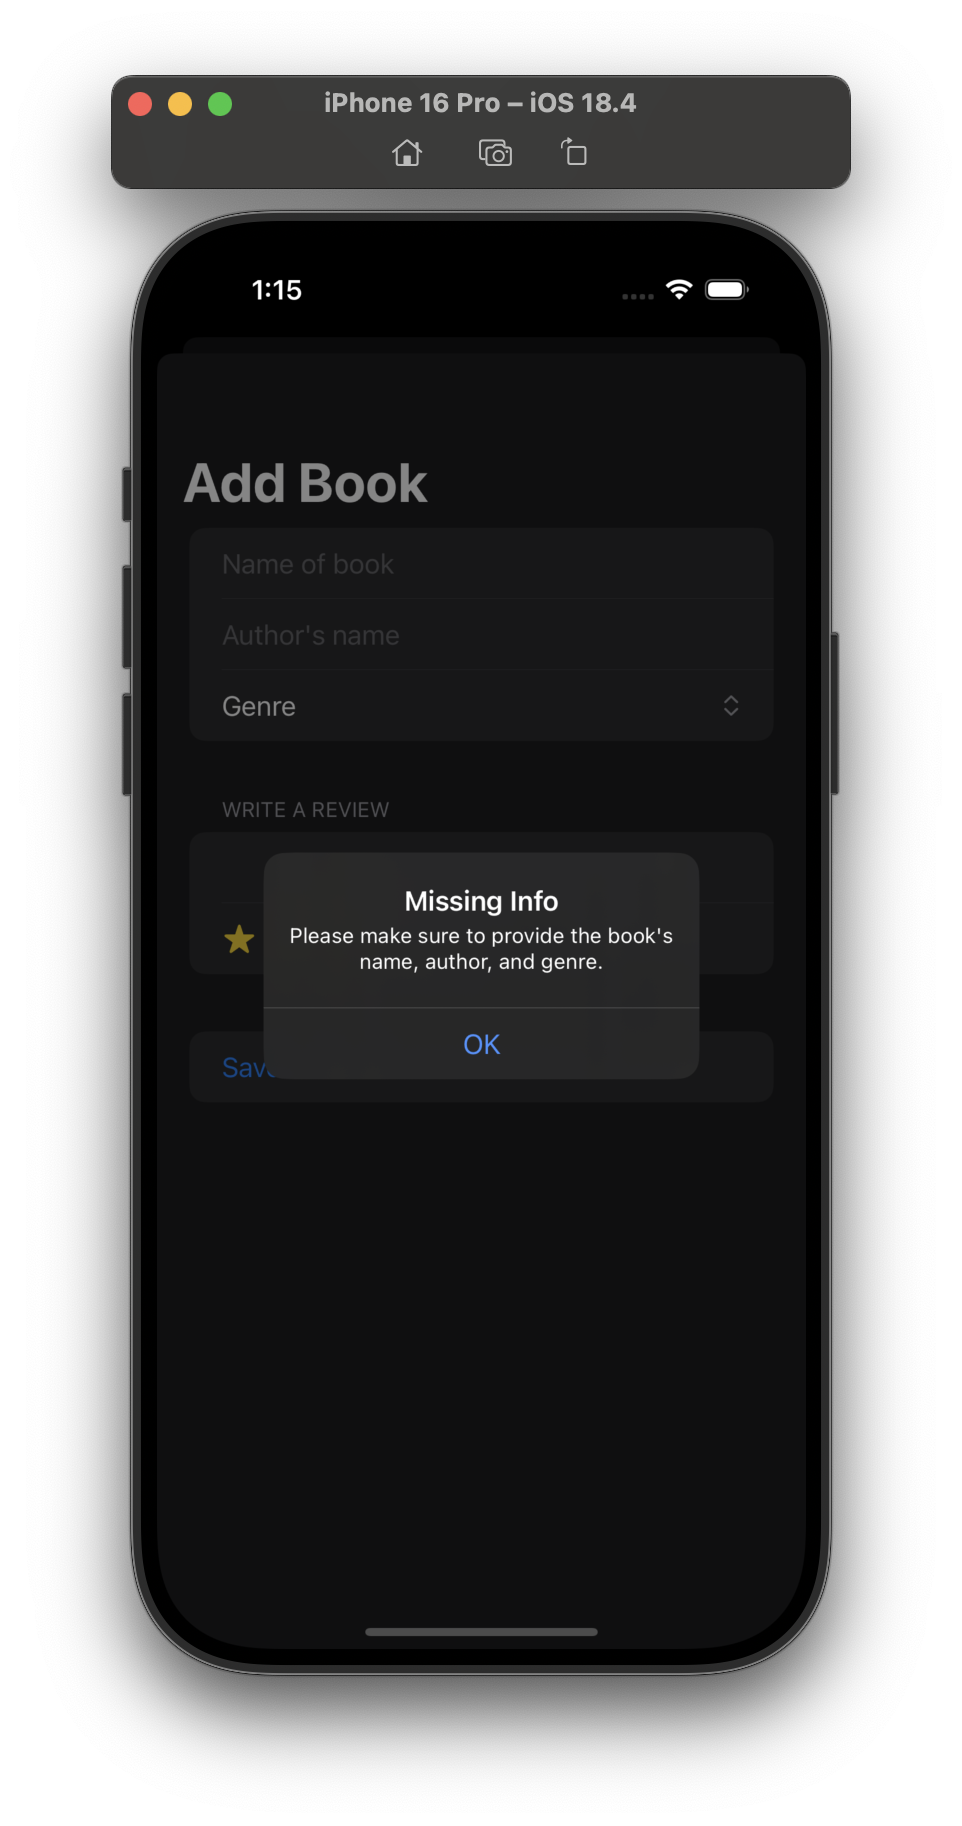 iPhone 16 Pro – iOS 18.4
1:15
Add Book
Name of book
Author's name
Genre
WRITE A REVIEW
Missing Info
Please make sure to provide the book's
name, author, and genre.
OK